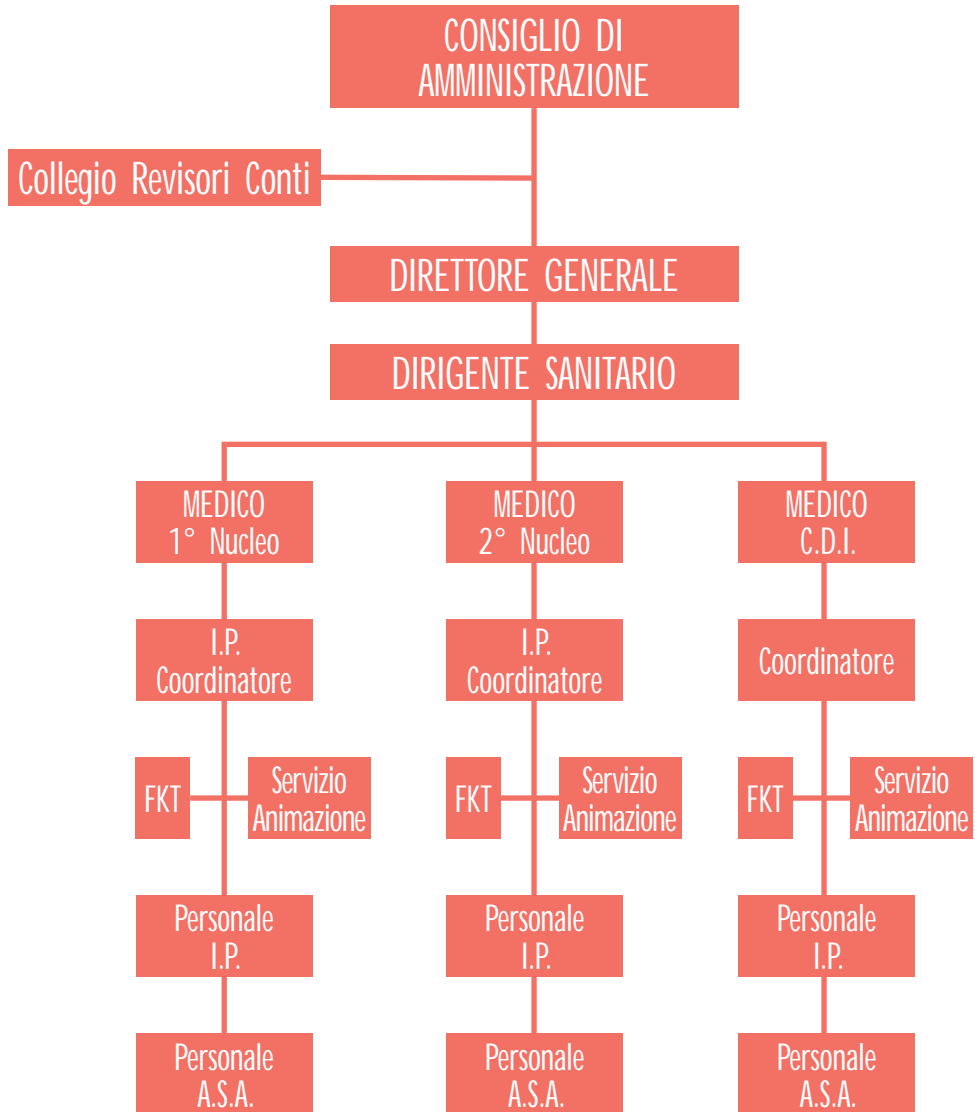 CONSIGLIO DI
AMMINISTRAZIONE
Collegio Revisori Conti
DIRETTORE GENERALE
DIRIGENTE SANITARIO
MEDICO
1° Nucleo
MEDICO
2° Nucleo
MEDICO
C.D.I.
I.P.
Coordinatore
I.P.
Coordinatore
Coordinatore
FKT
Servizio
Animazione
FKT
Servizio
Animazione
FKT
Servizio
Animazione
Personale
I.P.
Personale
I.P.
Personale
I.P.
Personale
A.S.A.
Personale
A.S.A.
Personale
A.S.A.